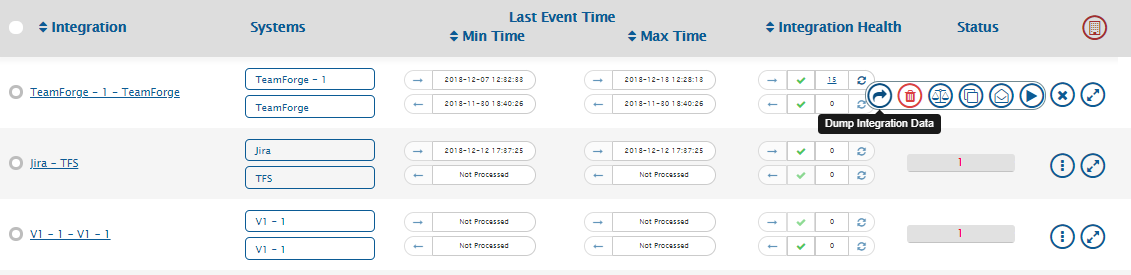 Last Event Time
Integration Systems Min Time Max Time Integration Health Status
TeamForge - 1 2018-12-07 12:32:33 2018-12-13 12:28:13 15
TeamForge - 1 - TeamForge
TeamForge 2018-11-30 18:40:26 2018-11-30 18:40:26 0
Dump Integration Data
Jira 2018-12-12 17:37:25 2018-12-12 17:37:25 0
Jira - TFS 1
TFS Not Processed Not Processed 0
V1 - 1 Not Processed Not Processed 0
V1 - 1 - V1 - 1 1
V1 - 1 Not Processed Not Processed 0